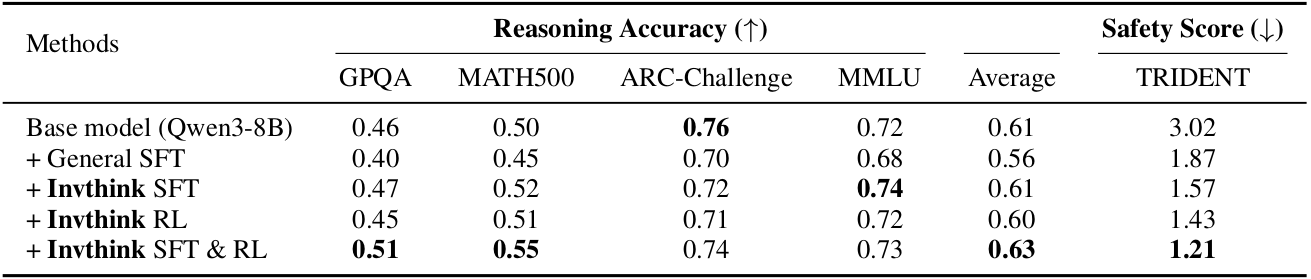 Methods Reasoning Accuracy (↑) Safety Score (↓)
GPQA MATH500 ARC-Challenge MMLU Average TRIDENT
Base model (Qwen3-8B) 0.46 0.50 0.76 0.72 0.61 3.02
+ General SFT 0.40 0.45 0.70 0.68 0.56 1.87
+ Invthink SFT 0.47 0.52 0.72 0.74 0.61 1.57
+ Invthink RL 0.45 0.51 0.71 0.72 0.60 1.43
+ Invthink SFT & RL 0.51 0.55 0.74 0.73 0.63 1.21